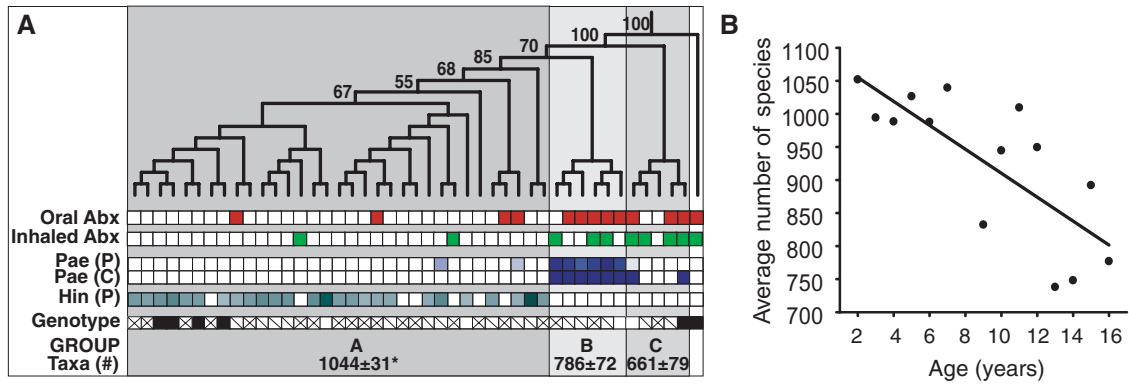 A
100
100
70
85
68
55
67
Oral Abx
Inhaled Abx
Pae (P)
Pae (C)
Hin (P)
Genotype
GROUP A B C
Taxa (#) 1044±31* 786±72 661±79
B
Average number of species
1100
1050
1000
950
900
850
800
750
700
2 4 6 8 10 12 14 16
Age (years)